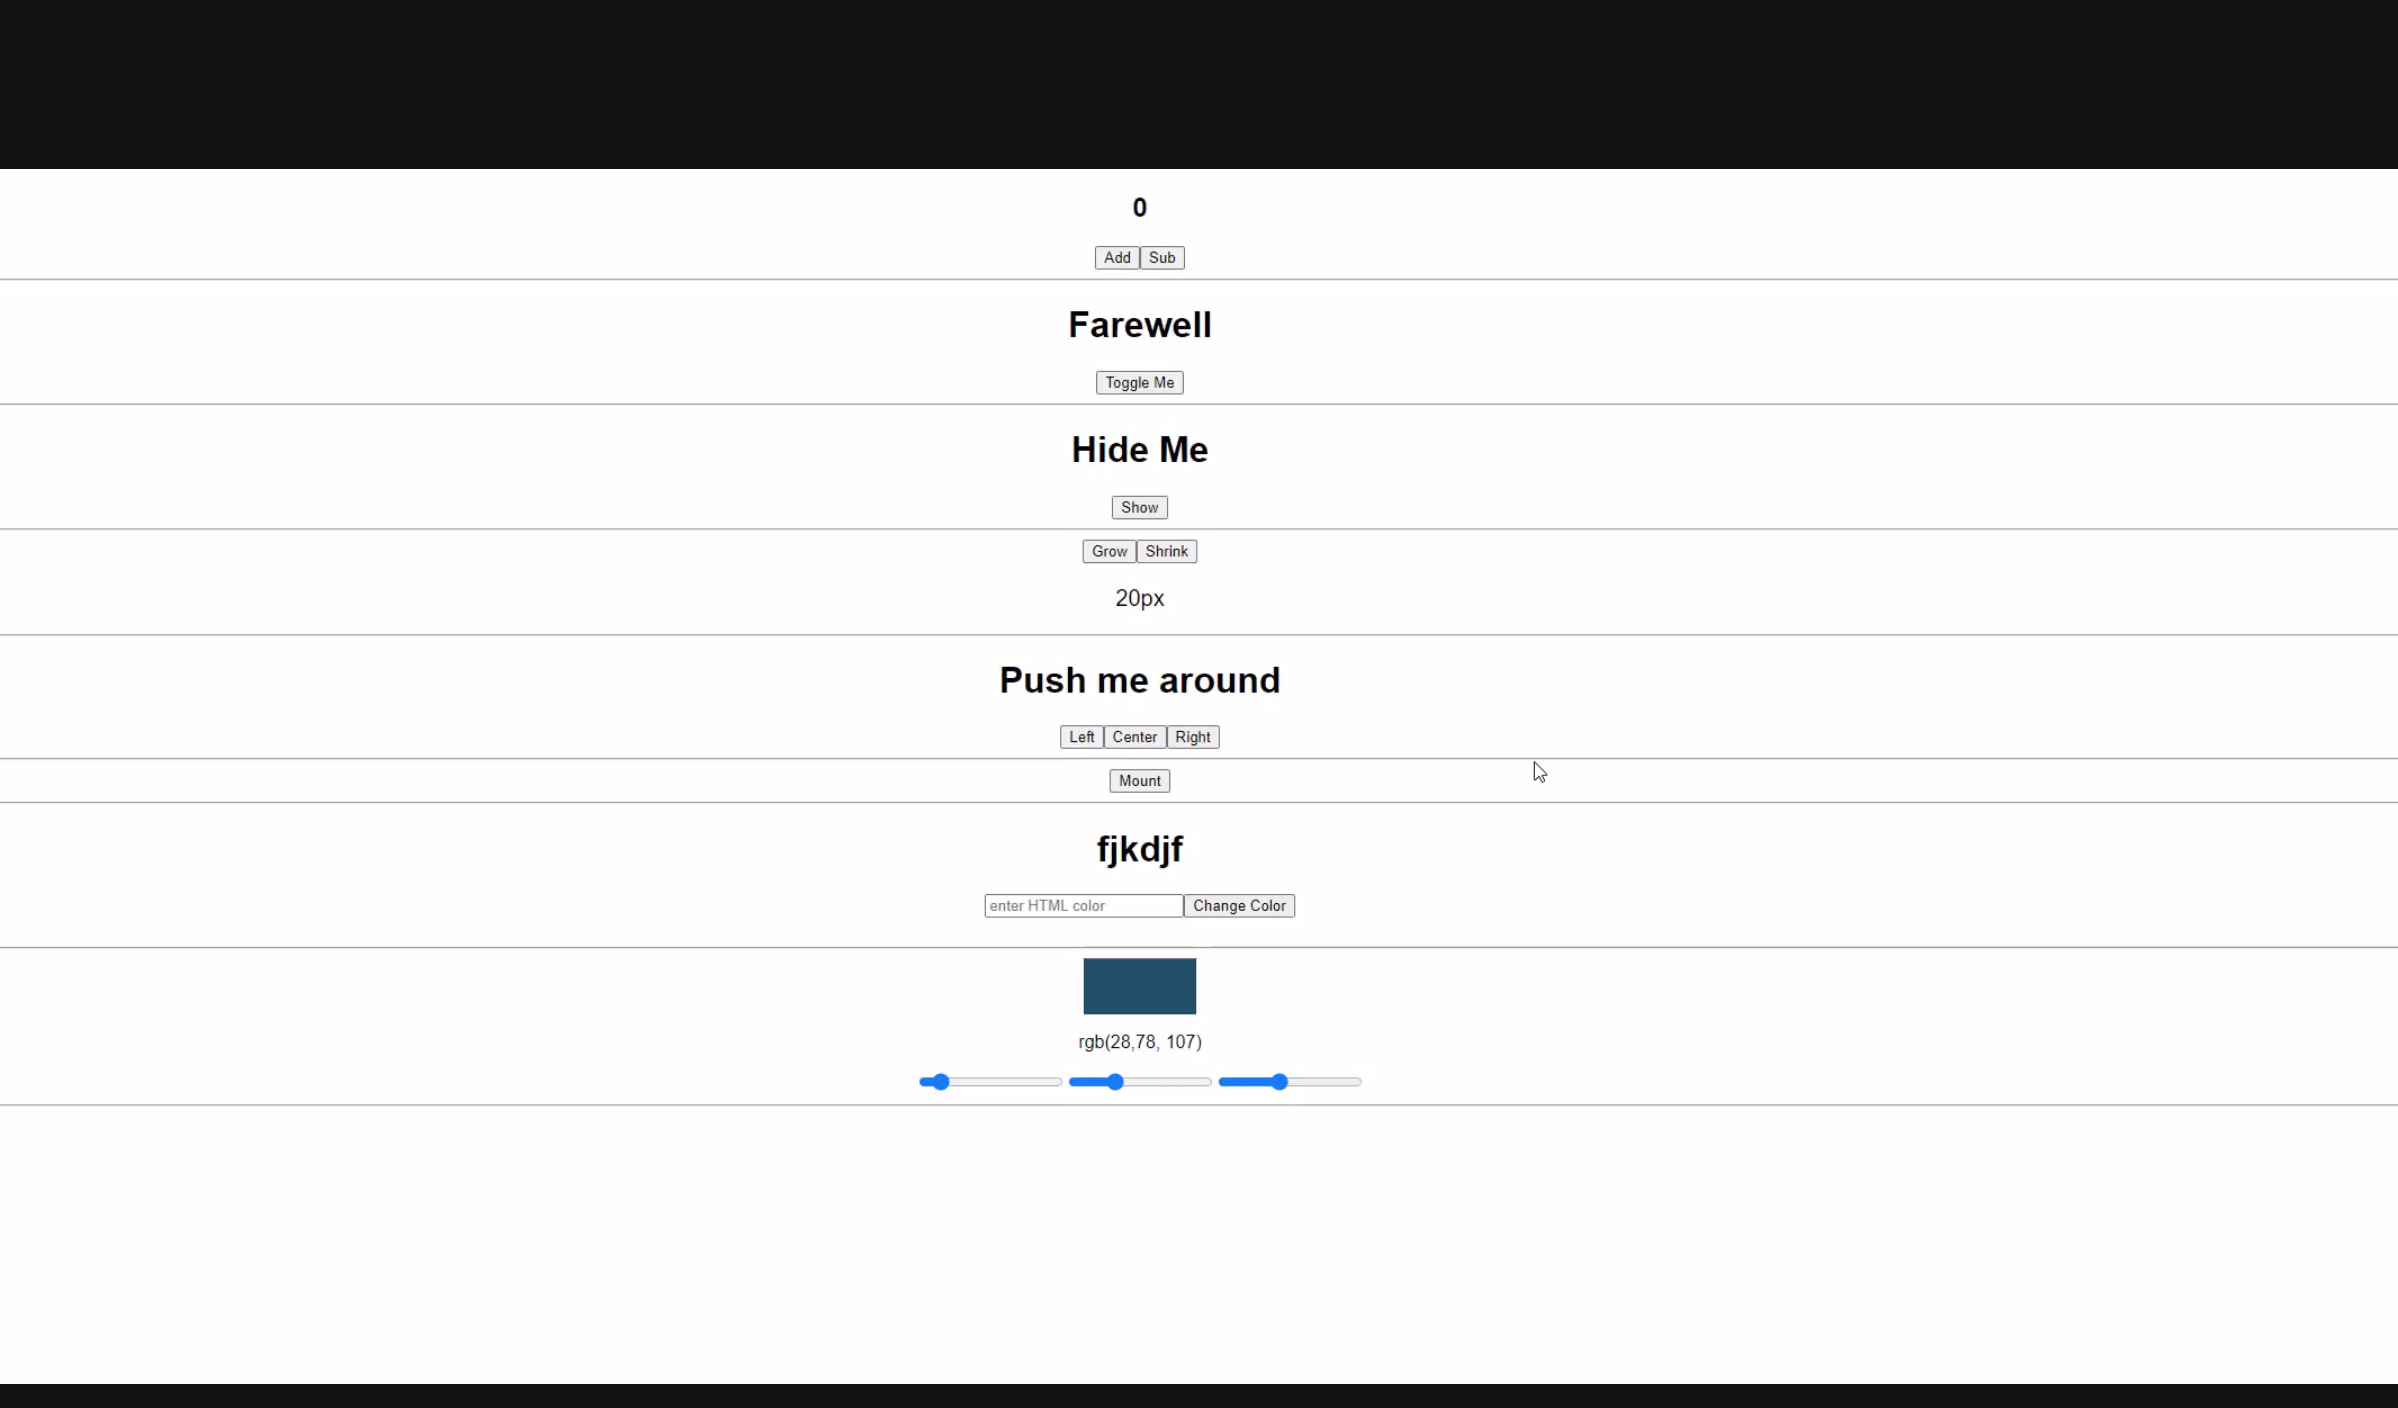 0
Add Sub
Farewell
Toggle Me
Hide Me
Show
Grow Shrink
20px
Push me around
Left Center Right
Mount
fjkdjf
enter HTML color Change Color
rgb(28,78, 107)